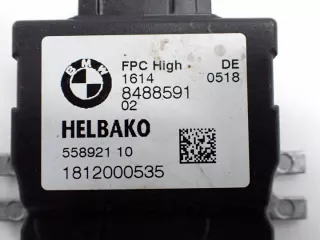 BMW
FPC High. DE
1614 0518
8488591
02
HELBAKO
558921 10
1812000535